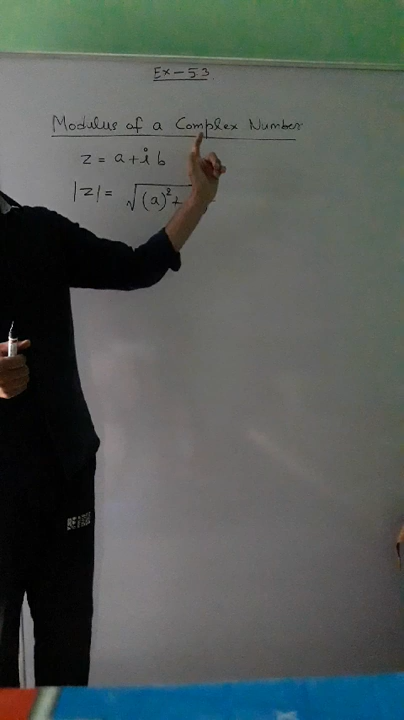 Ex-5.3
Modulus of a Complex Number
z = a + i b
|z| = √(a)²+